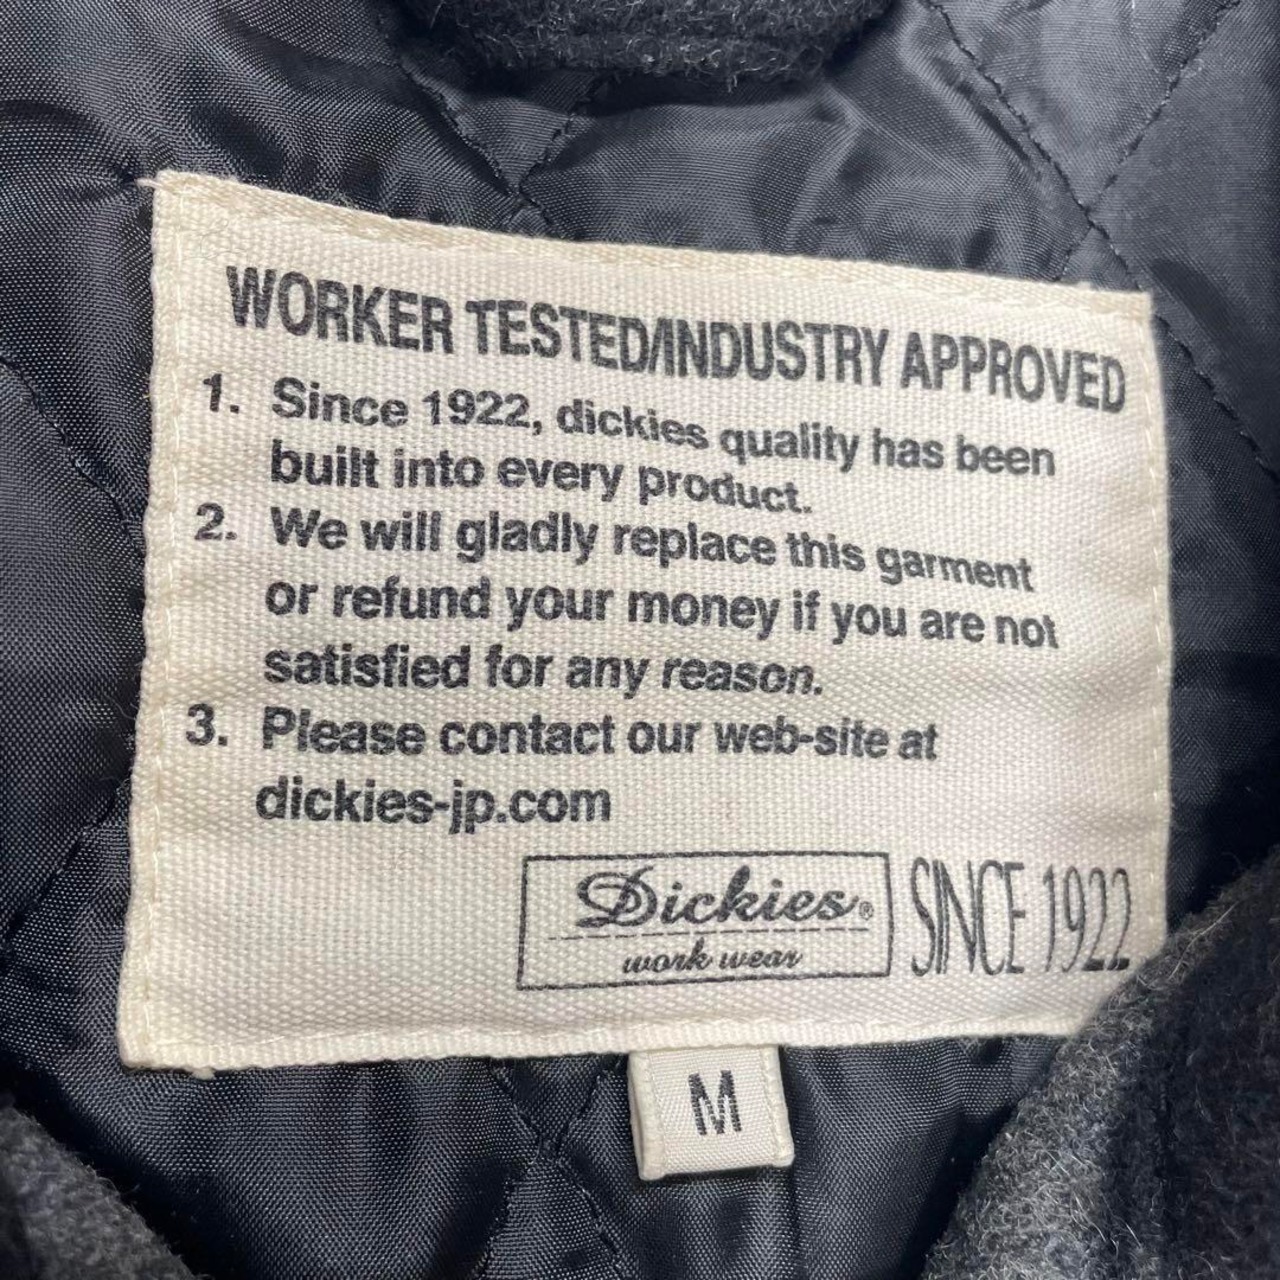 WORKER TESTED/INDUSTRY APPROVED
1. Since 1922, dickies quality has been
built into every product.
2. We will gladly replace this garment
or refund your money if you are not
satisfied for any reason.
3. Please contact our web-site at
dickies-jp.com
Dickies® SINCE 1922
work wear
M